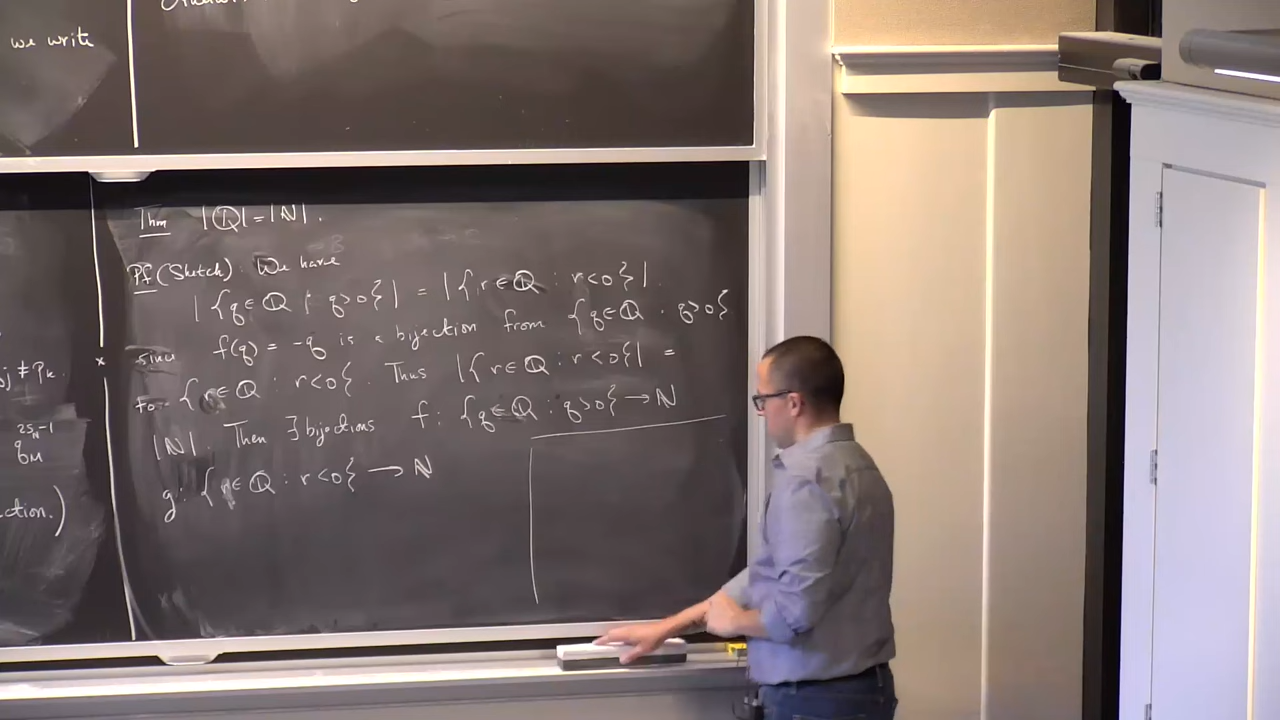 we write
Thm |ℚ|=|ℕ|.
Pf (Sketch): We have
|{q∈ℚ | q>0}| = |{r∈ℚ : r<0}|.
since f(q) = -q is a bijection from {q∈ℚ : q>0}
to {r∈ℚ : r<0}. Thus |{r∈ℚ : r<0}| =
|ℕ|. Then ∃ bijections f: {q∈ℚ : q>0} → ℕ
g: {r∈ℚ : r<0} → ℕ
≠ Pk.
ction.)